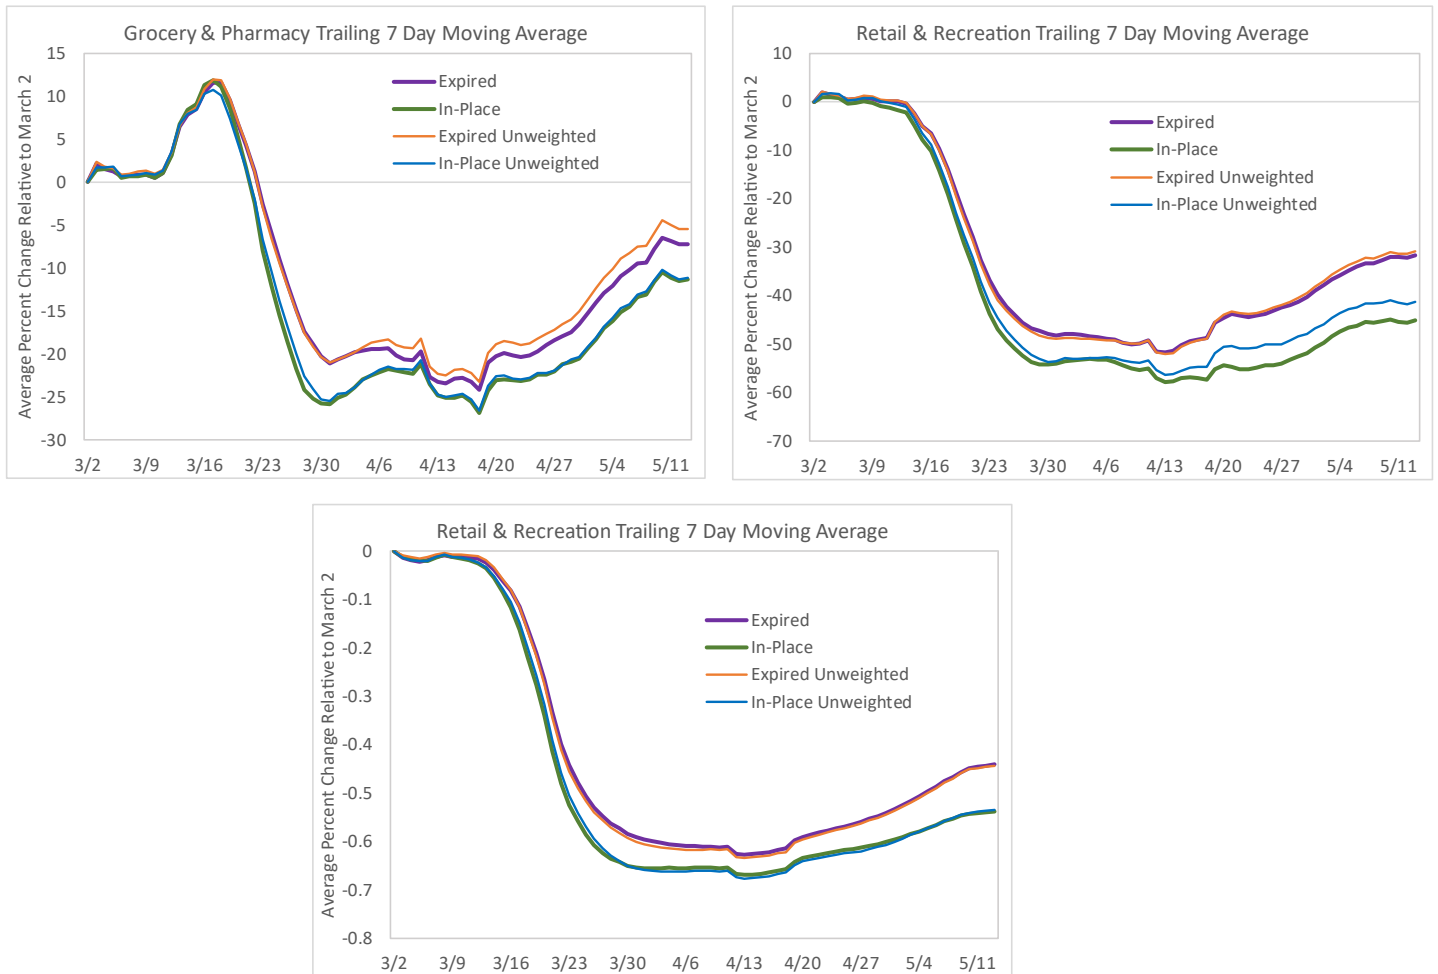 Grocery & Pharmacy Trailing 7 Day Moving Average
Average Percent Change Relative to March 2
15
10
5
0
-5
-10
-15
-20
-25
-30
Expired
In-Place
Expired Unweighted
In-Place Unweighted
3/2 3/9 3/16 3/23 3/30 4/6 4/13 4/20 4/27 5/4 5/11
Retail & Recreation Trailing 7 Day Moving Average
Average Percent Change Relative to March 2
10
0
-10
-20
-30
-40
-50
-60
-70
Expired
In-Place
Expired Unweighted
In-Place Unweighted
3/2 3/9 3/16 3/23 3/30 4/6 4/13 4/20 4/27 5/4 5/11
Retail & Recreation Trailing 7 Day Moving Average
Average Percent Change Relative to March 2
0
-0.1
-0.2
-0.3
-0.4
-0.5
-0.6
-0.7
-0.8
Expired
In-Place
Expired Unweighted
In-Place Unweighted
3/2 3/9 3/16 3/23 3/30 4/6 4/13 4/20 4/27 5/4 5/11